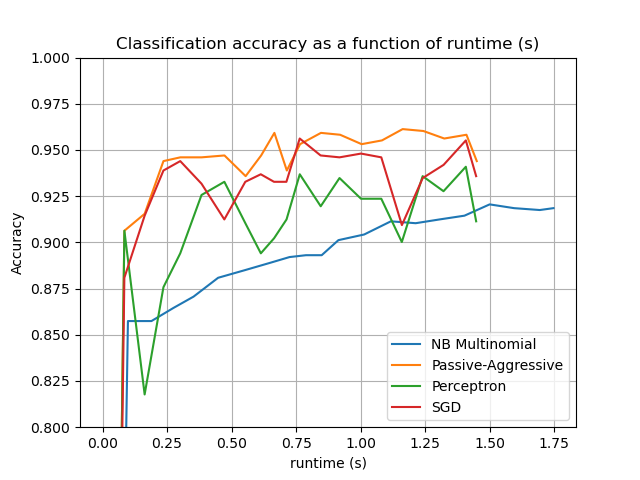 Classification accuracy as a function of runtime (s)
1.000
0.975
0.950
0.925
0.900
0.875
0.850
0.825
0.800
Accuracy
NB Multinomial
Passive-Aggressive
Perceptron
SGD
0.00 0.25 0.50 0.75 1.00 1.25 1.50 1.75
runtime (s)